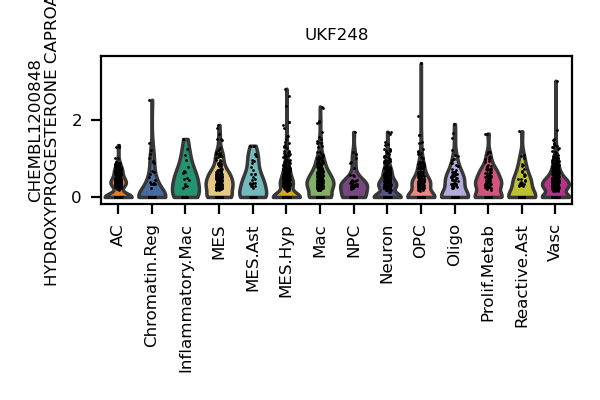 UKF248
CHEMBL1200848
HYDROXYPROGESTERONE
2
0
AC
Chromatin.Reg
Inflammatory.Mac
MES
MES.Ast
MES.Hyp
Mac
NPC
Neuron
OPC
Oligo
Prolif.Metab
Reactive.Ast
Vasc